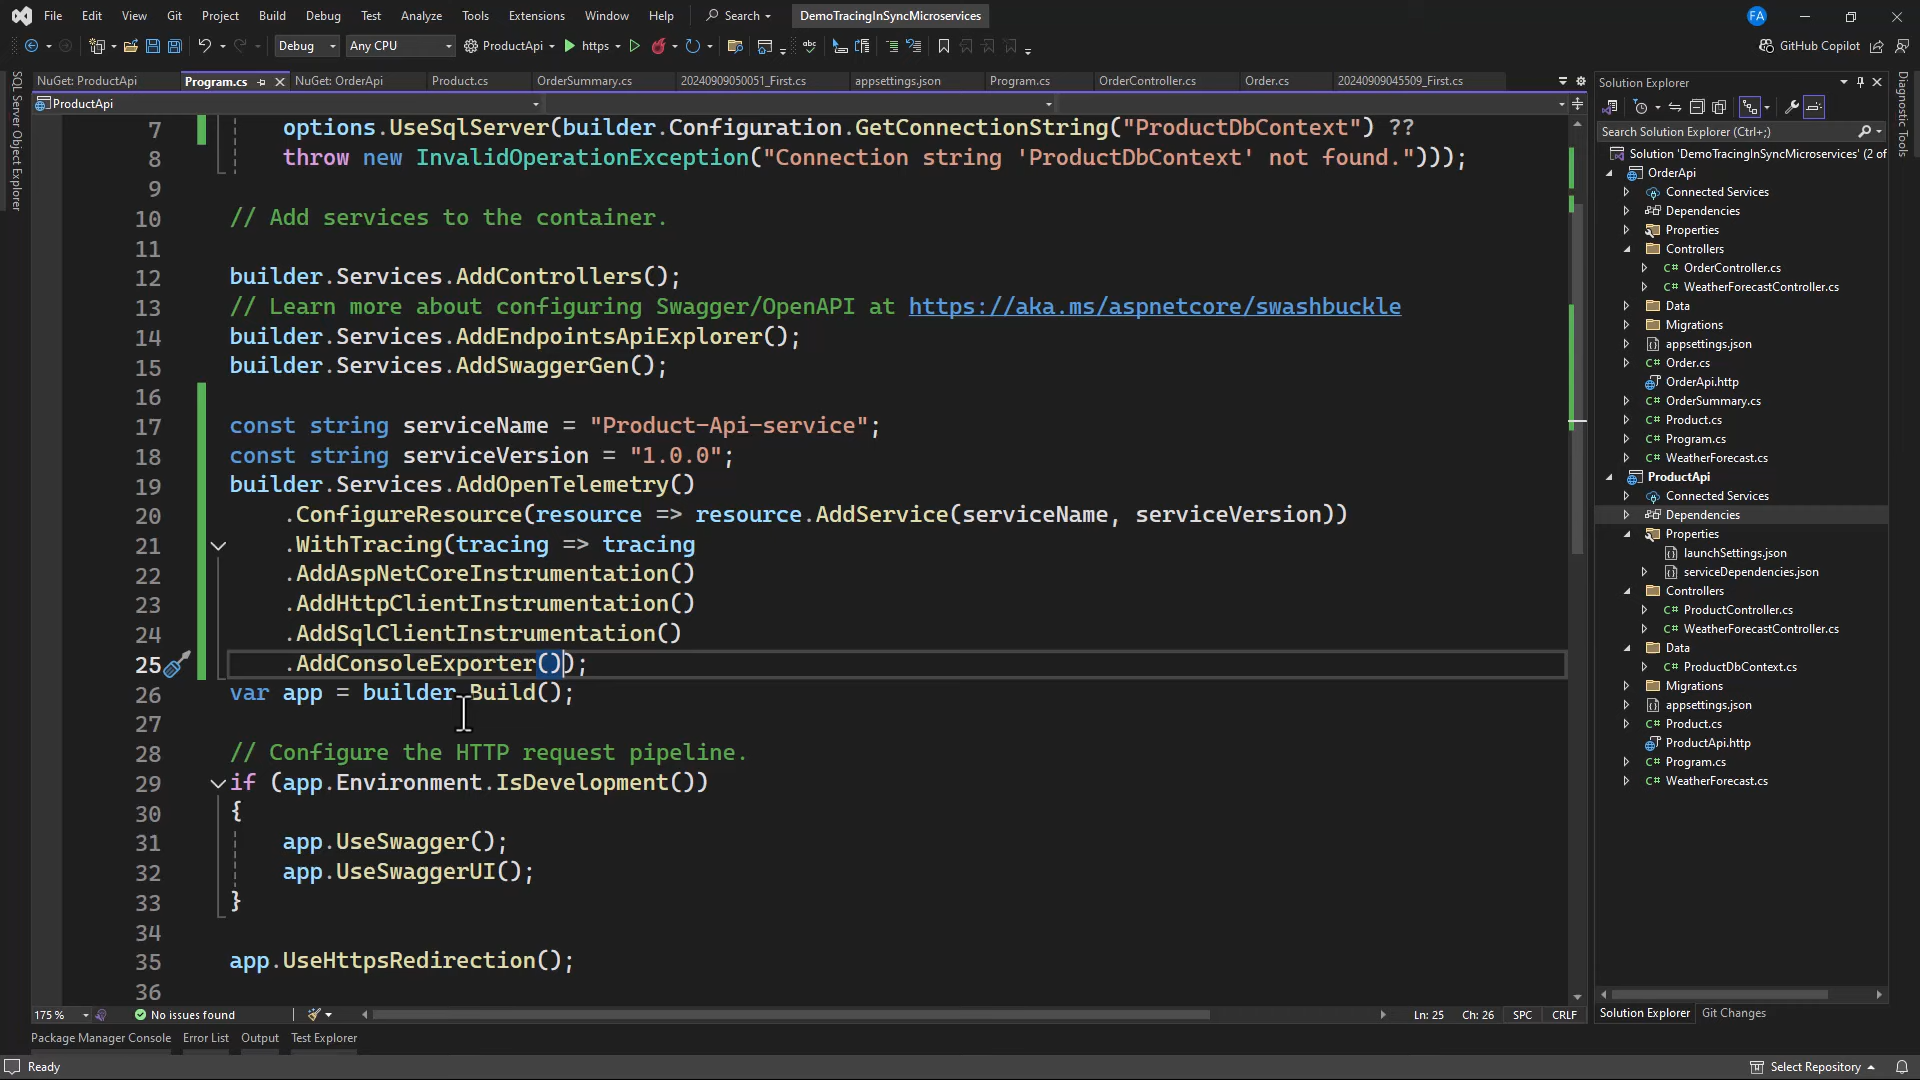 File Edit View Git Project Build Debug Test Analyze Tools Extensions Window Help Search DemoTracingInSyncMicroservices FA
Debug Any CPU ProductApi https GitHub Copilot
NuGet: ProductApi Program.cs NuGet: OrderApi Product.cs OrderSummary.cs 20240909050051_First.cs appsettings.json Program.cs OrderController.cs Order.cs 20240909045509_First.cs
ProductApi
SQL Server Object Explorer
7 options.UseSqlServer(builder.Configuration.GetConnectionString("ProductDbContext") ??
8 throw new InvalidOperationException("Connection string 'ProductDbContext' not found.")));
9
10 // Add services to the container.
11
12 builder.Services.AddControllers();
13 // Learn more about configuring Swagger/OpenAPI at https://aka.ms/aspnetcore/swashbuckle
14 builder.Services.AddEndpointsApiExplorer();
15 builder.Services.AddSwaggerGen();
16
17 const string serviceName = "Product-Api-service";
18 const string serviceVersion = "1.0.0";
19 builder.Services.AddOpenTelemetry()
20 .ConfigureResource(resource => resource.AddService(serviceName, serviceVersion))
21 .WithTracing(tracing => tracing
22 .AddAspNetCoreInstrumentation()
23 .AddHttpClientInstrumentation()
24 .AddSqlClientInstrumentation()
25 .AddConsoleExporter());
26 var app = builder.Build();
27
28 // Configure the HTTP request pipeline.
29 if (app.Environment.IsDevelopment())
30 {
31 app.UseSwagger();
32 app.UseSwaggerUI();
33 }
34
35 app.UseHttpsRedirection();
36
175 % No issues found Ln: 25 Ch: 26 SPC CRLF
Package Manager Console Error List Output Test Explorer
Ready
Solution Explorer
Search Solution Explorer (Ctrl+;)
Solution 'DemoTracingInSyncMicroservices' (2 of
OrderApi
Connected Services
Dependencies
Properties
Controllers
C# OrderController.cs
C# WeatherForecastController.cs
Data
Migrations
appsettings.json
C# Order.cs
OrderApi.http
C# OrderSummary.cs
C# Product.cs
C# Program.cs
C# WeatherForecast.cs
ProductApi
Connected Services
Dependencies
Properties
launchSettings.json
serviceDependencies.json
Controllers
C# ProductController.cs
C# WeatherForecastController.cs
Data
C# ProductDbContext.cs
Migrations
appsettings.json
C# Product.cs
ProductApi.http
C# Program.cs
C# WeatherForecast.cs
Solution Explorer Git Changes
Select Repository
Diagnostic Tools